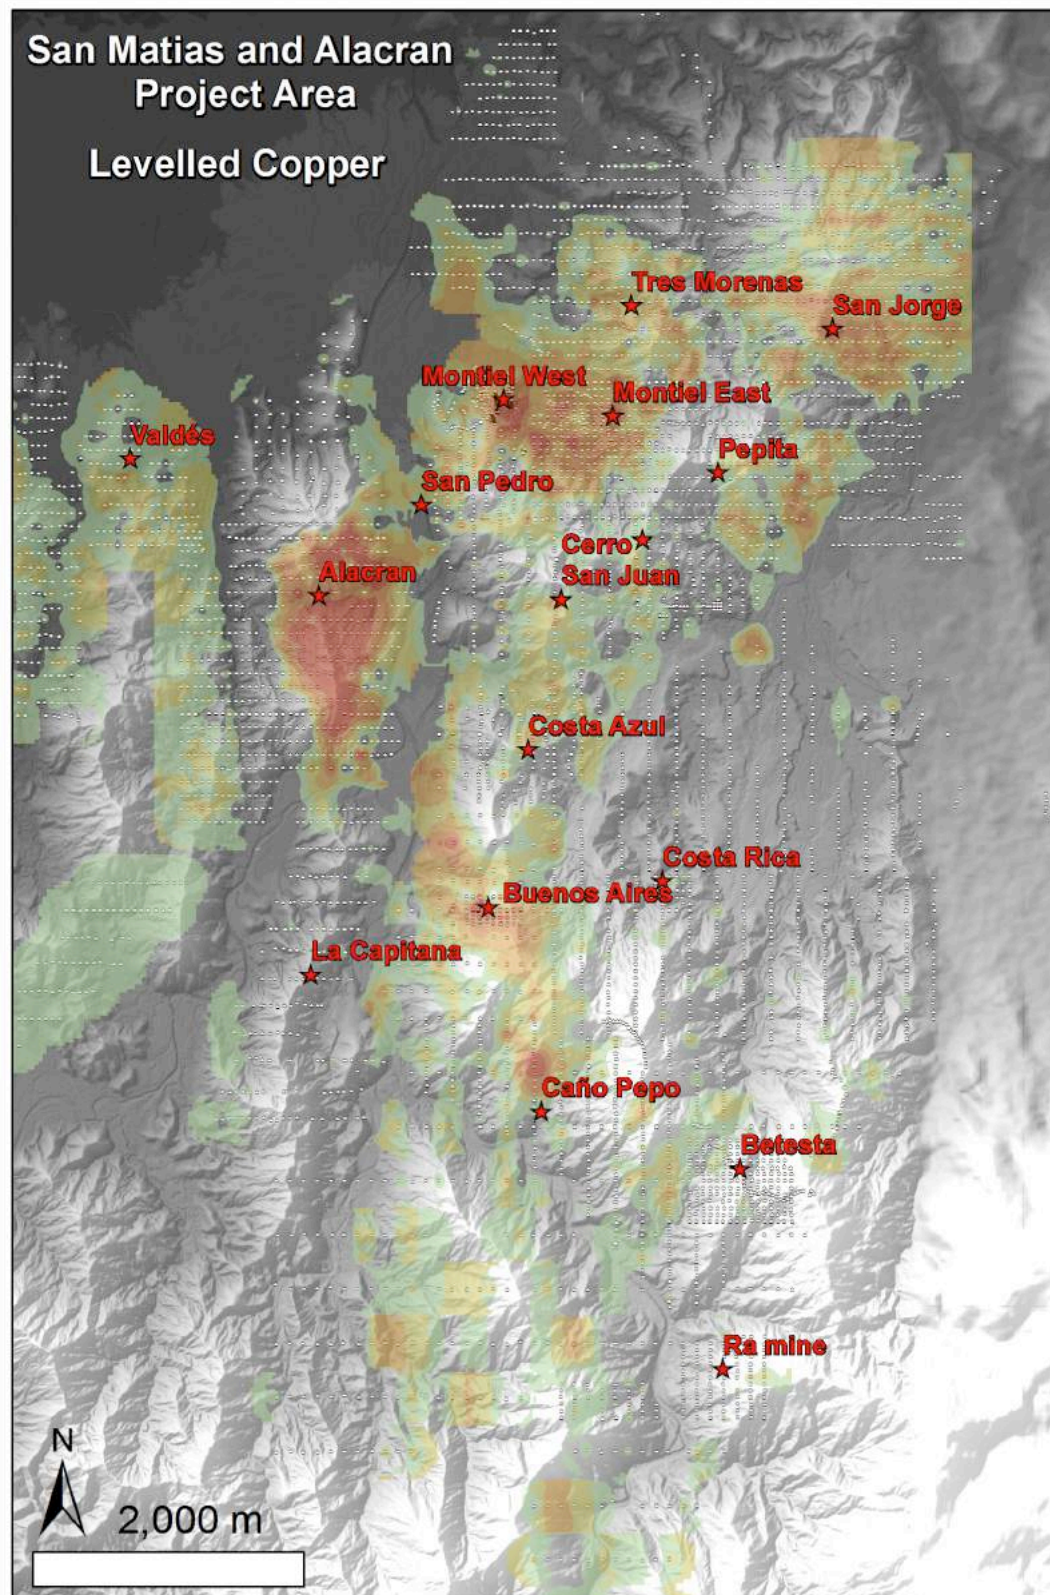 San Matias and Alacran
Project Area
Levelled Copper
Tres Morenas
San Jorge
Montiel West
Montiel East
Valdés
Pepita
San Pedro
Cerro
San Juan
Alacran
Costa Azul
Costa Rica
Buenos Aires
La Capitana
Caño Pepo
Betesta
Ra mine
N
2,000 m